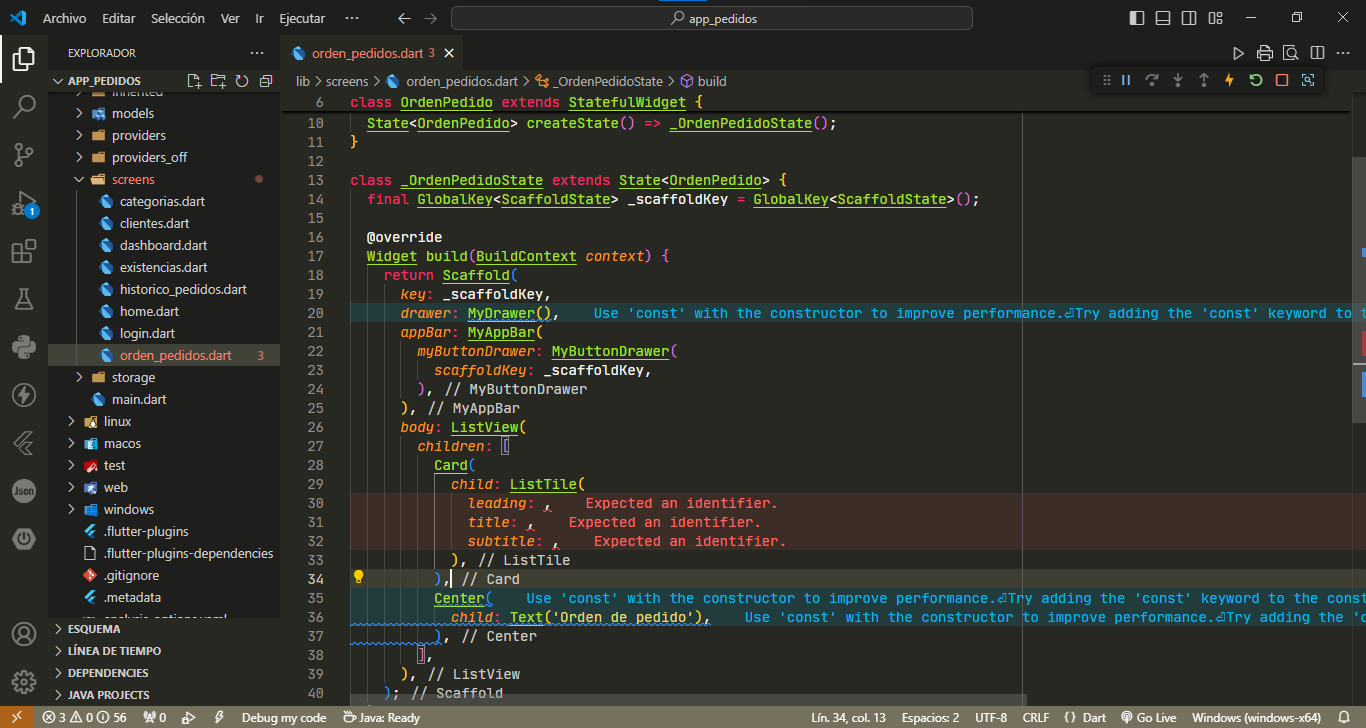 Archivo Editar Selección Ver Ir Ejecutar ··· app_pedidos
EXPLORADOR
APP_PEDIDOS
inherited
models
providers
providers_off
screens
categorias.dart
clientes.dart
dashboard.dart
existencias.dart
historico_pedidos.dart
home.dart
login.dart
orden_pedidos.dart 3
storage
main.dart
linux
macos
test
web
windows
.flutter-plugins
.flutter-plugins-dependencies
.gitignore
.metadata
ESQUEMA
LÍNEA DE TIEMPO
DEPENDENCIES
JAVA PROJECTS
1
Json
orden_pedidos.dart 3
lib > screens > orden_pedidos.dart > _OrdenPedidoState > build
6 class OrdenPedido extends StatefulWidget {
10 State<OrdenPedido> createState() => _OrdenPedidoState();
11 }
12
13 class _OrdenPedidoState extends State<OrdenPedido> {
14 final GlobalKey<ScaffoldState> _scaffoldKey = GlobalKey<ScaffoldState>();
15
16 @override
17 Widget build(BuildContext context) {
18 return Scaffold(
19 key: _scaffoldKey,
20 drawer: MyDrawer(), Use 'const' with the constructor to improve performance.⏎Try adding the 'const' keyword to t
21 appBar: MyAppBar(
22 myButtonDrawer: MyButtonDrawer(
23 scaffoldKey: _scaffoldKey,
24 ), // MyButtonDrawer
25 ), // MyAppBar
26 body: ListView(
27 children: [
28 Card(
29 child: ListTile(
30 leading: , Expected an identifier.
31 title: , Expected an identifier.
32 subtitle: , Expected an identifier.
33 ), // ListTile
34 ), // Card
35 Center( Use 'const' with the constructor to improve performance.⏎Try adding the 'const' keyword to the const
36 child: Text('Orden de pedido'), Use 'const' with the constructor to improve performance.⏎Try adding the 'c
37 ), // Center
38 ],
39 ), // ListView
40 ); // Scaffold
3 0 56 0 Debug my code Java: Ready Lín. 34, col. 13 Espacios: 2 UTF-8 CRLF {} Dart Go Live Windows (windows-x64)